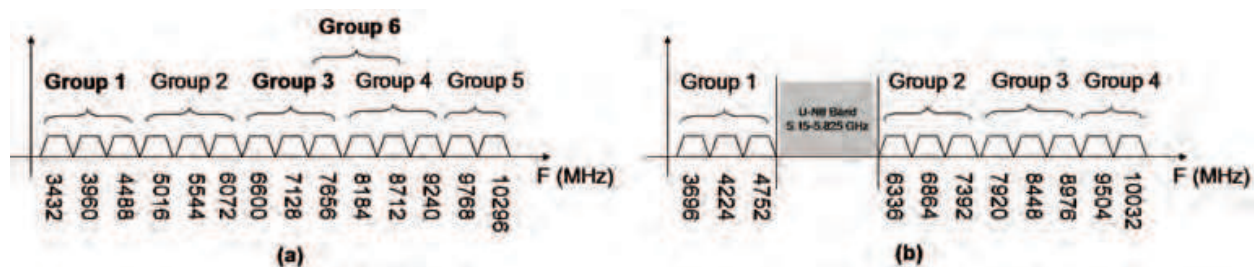 Group 6
Group 1 Group 2 Group 3 Group 4 Group 5
F (MHz)
3432 3960 4488 5016 5544 6072 6600 7128 7656 8184 8712 9240 9768 10296
(a)
Group 1 Group 2 Group 3 Group 4
U-NII Band
5.15-5.825 GHz
F (MHz)
3696 4224 4752 6336 6864 7392 7920 8448 8976 9504 10032
(b)